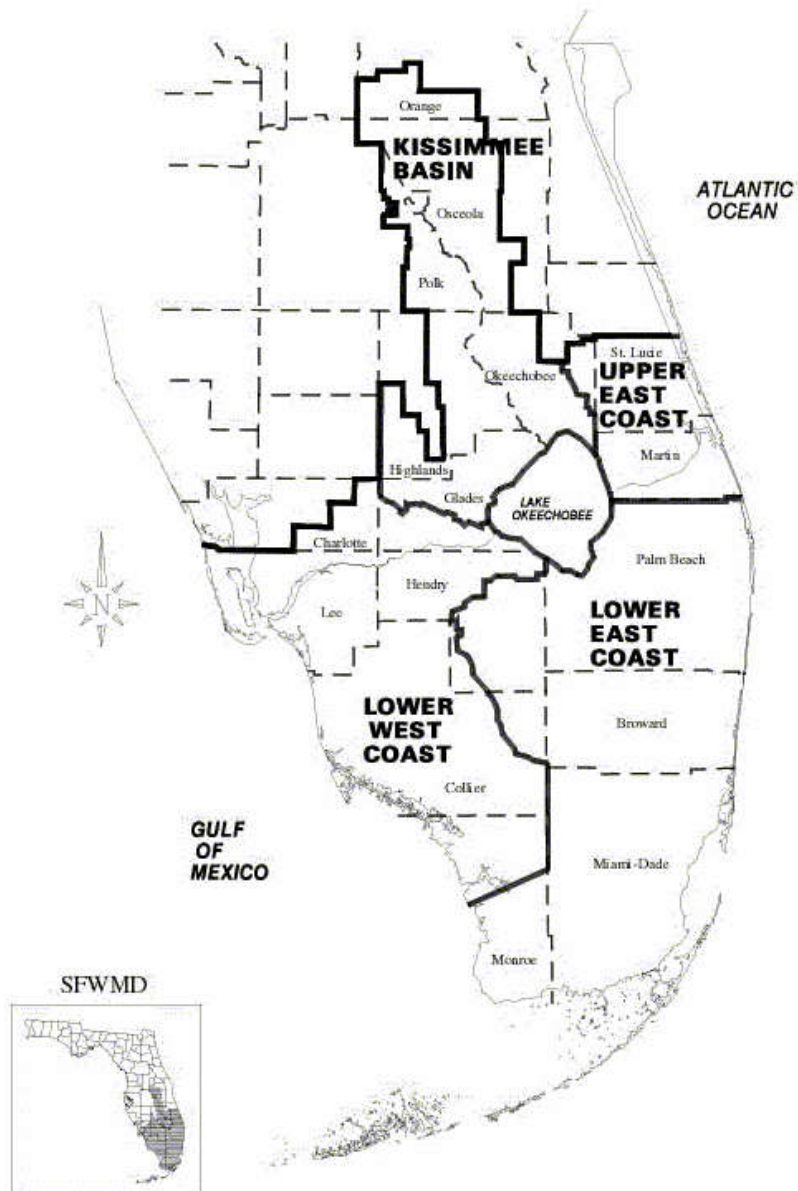 Orange
KISSIMMEE
BASIN
ATLANTIC
OCEAN
Osceola
Polk
St. Lucie
Okeechobee
UPPER
EAST
COAST
Martin
Highlands
Glades
LAKE
OKEECHOBEE
Charlotte
Palm Beach
Hendry
N
Lee
LOWER
EAST
COAST
LOWER
WEST
COAST
Broward
Collier
GULF
OF
MEXICO
Miami-Dade
Monroe
SFWMD